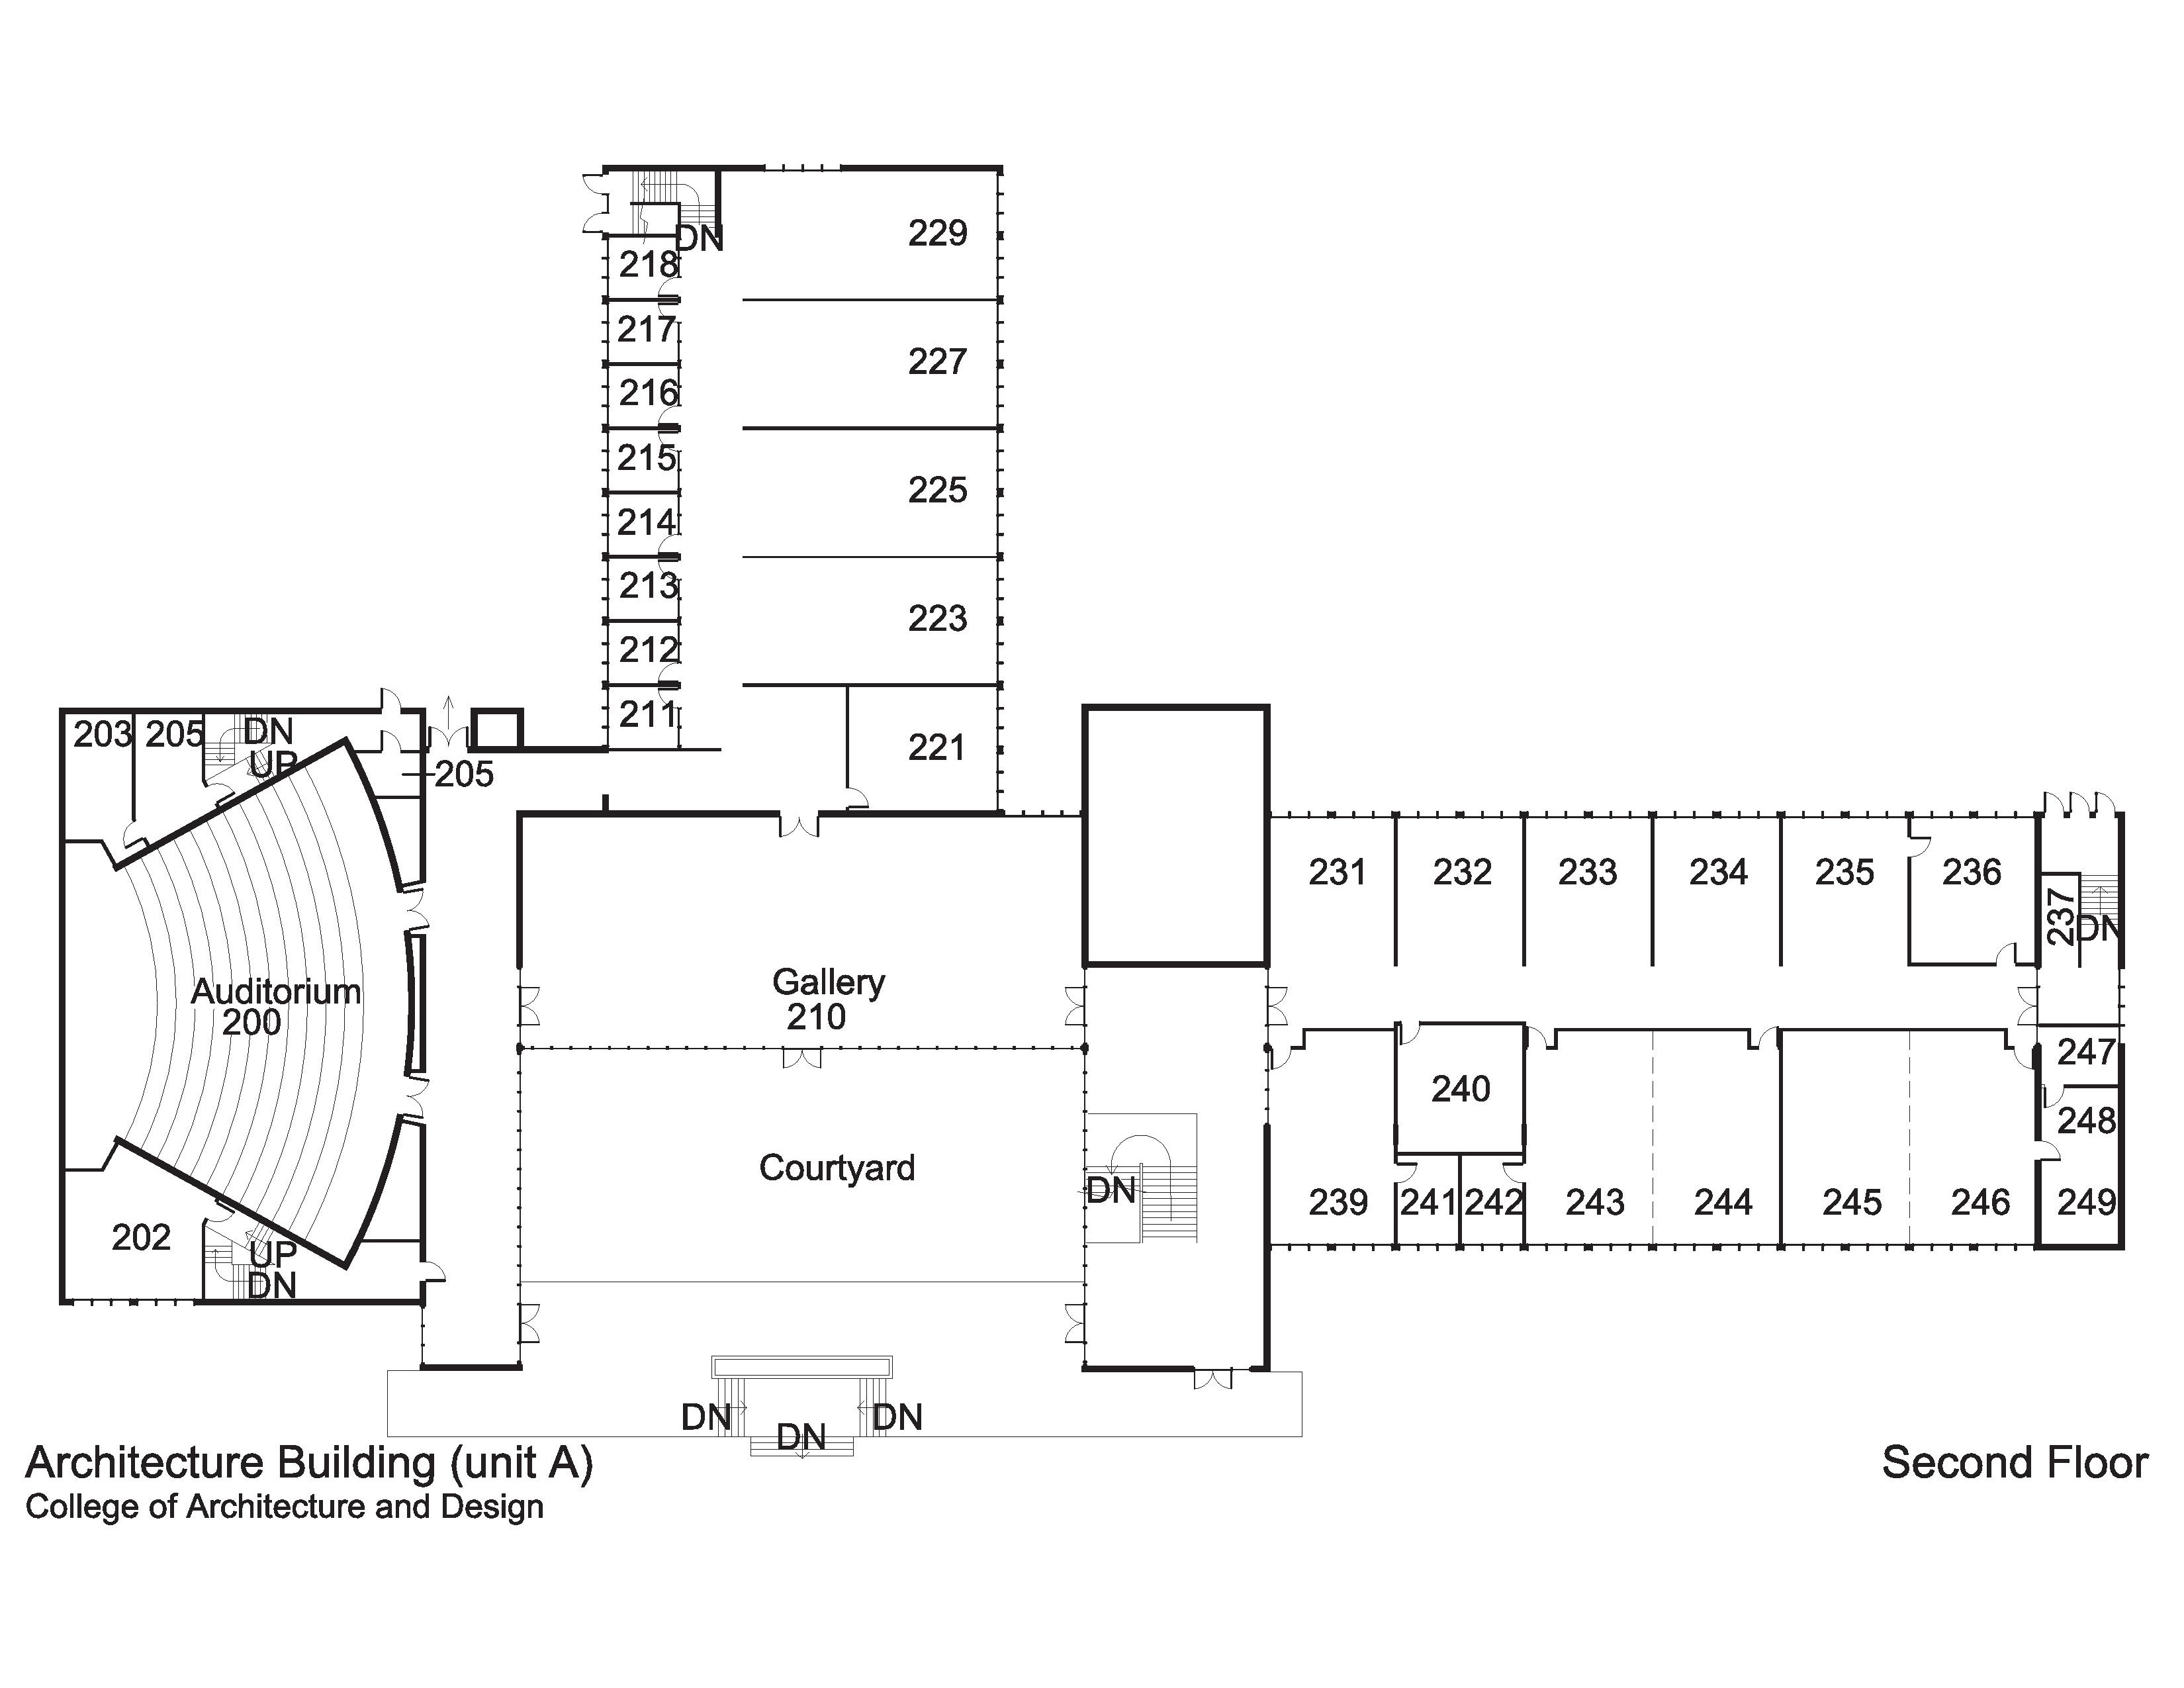 229
DN
218
217
227
216
215
225
214
213
223
212
211
221
203
205
DN
UP
205
231
232
233
234
235
236
237
DN
Auditorium
200
Gallery
210
247
240
248
Courtyard
DN
239
241
242
243
244
245
246
249
202
UP
DN
DN
DN
DN
Architecture Building (unit A)
College of Architecture and Design
Second Floor